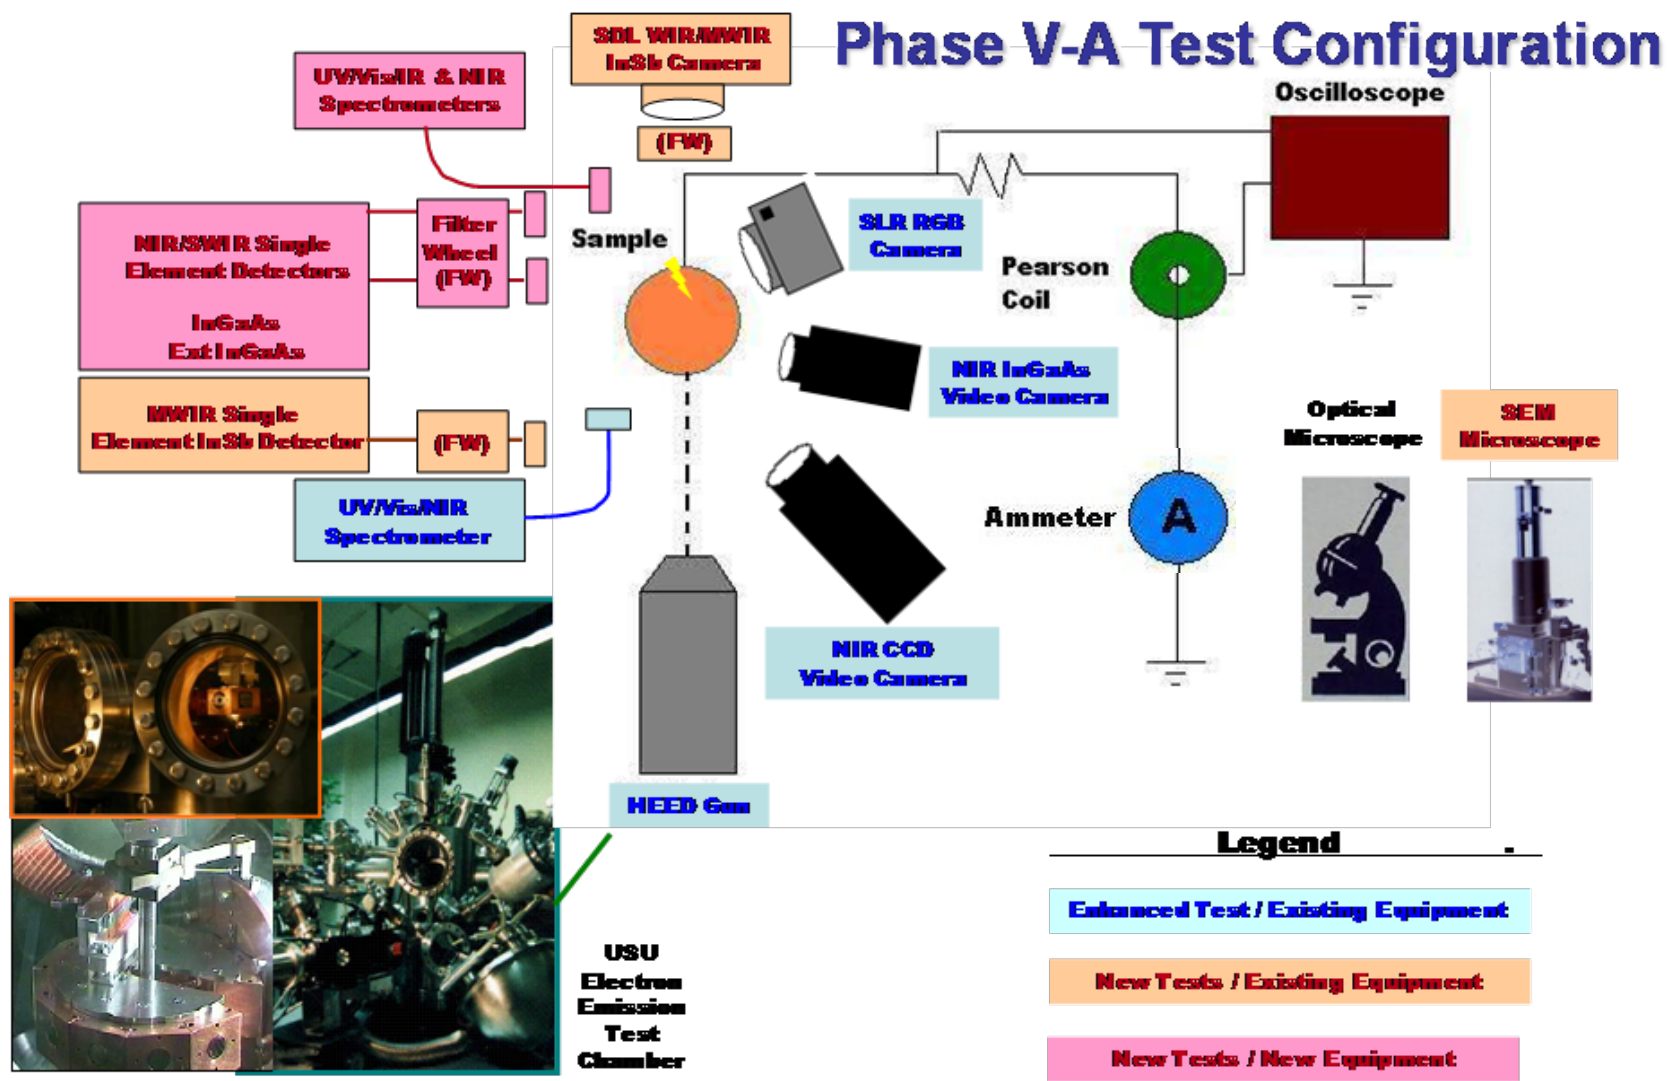 Phase V-A Test Configuration
SDL WIR/MWIR
InSb Camera
(FW)
UV/Vis/IR & NIR
Spectrometers
Oscilloscope
NIR/SWIR Single
Element Detectors
InGaAs
Ext InGaAs
Filter
Wheel
(FW)
Sample
SLR RGB
Camera
Pearson
Coil
NIR InGaAs
Video Camera
MWIR Single
Element InSb Detector
(FW)
Optical
Microscope
SEM
Microscope
UV/Vis/NIR
Spectrometer
Ammeter
A
NIR CCD
Video Camera
HEED Gun
USU
Electron
Emission
Test
Chamber
Legend .
Enhanced Test / Existing Equipment
New Tests / Existing Equipment
New Tests / New Equipment